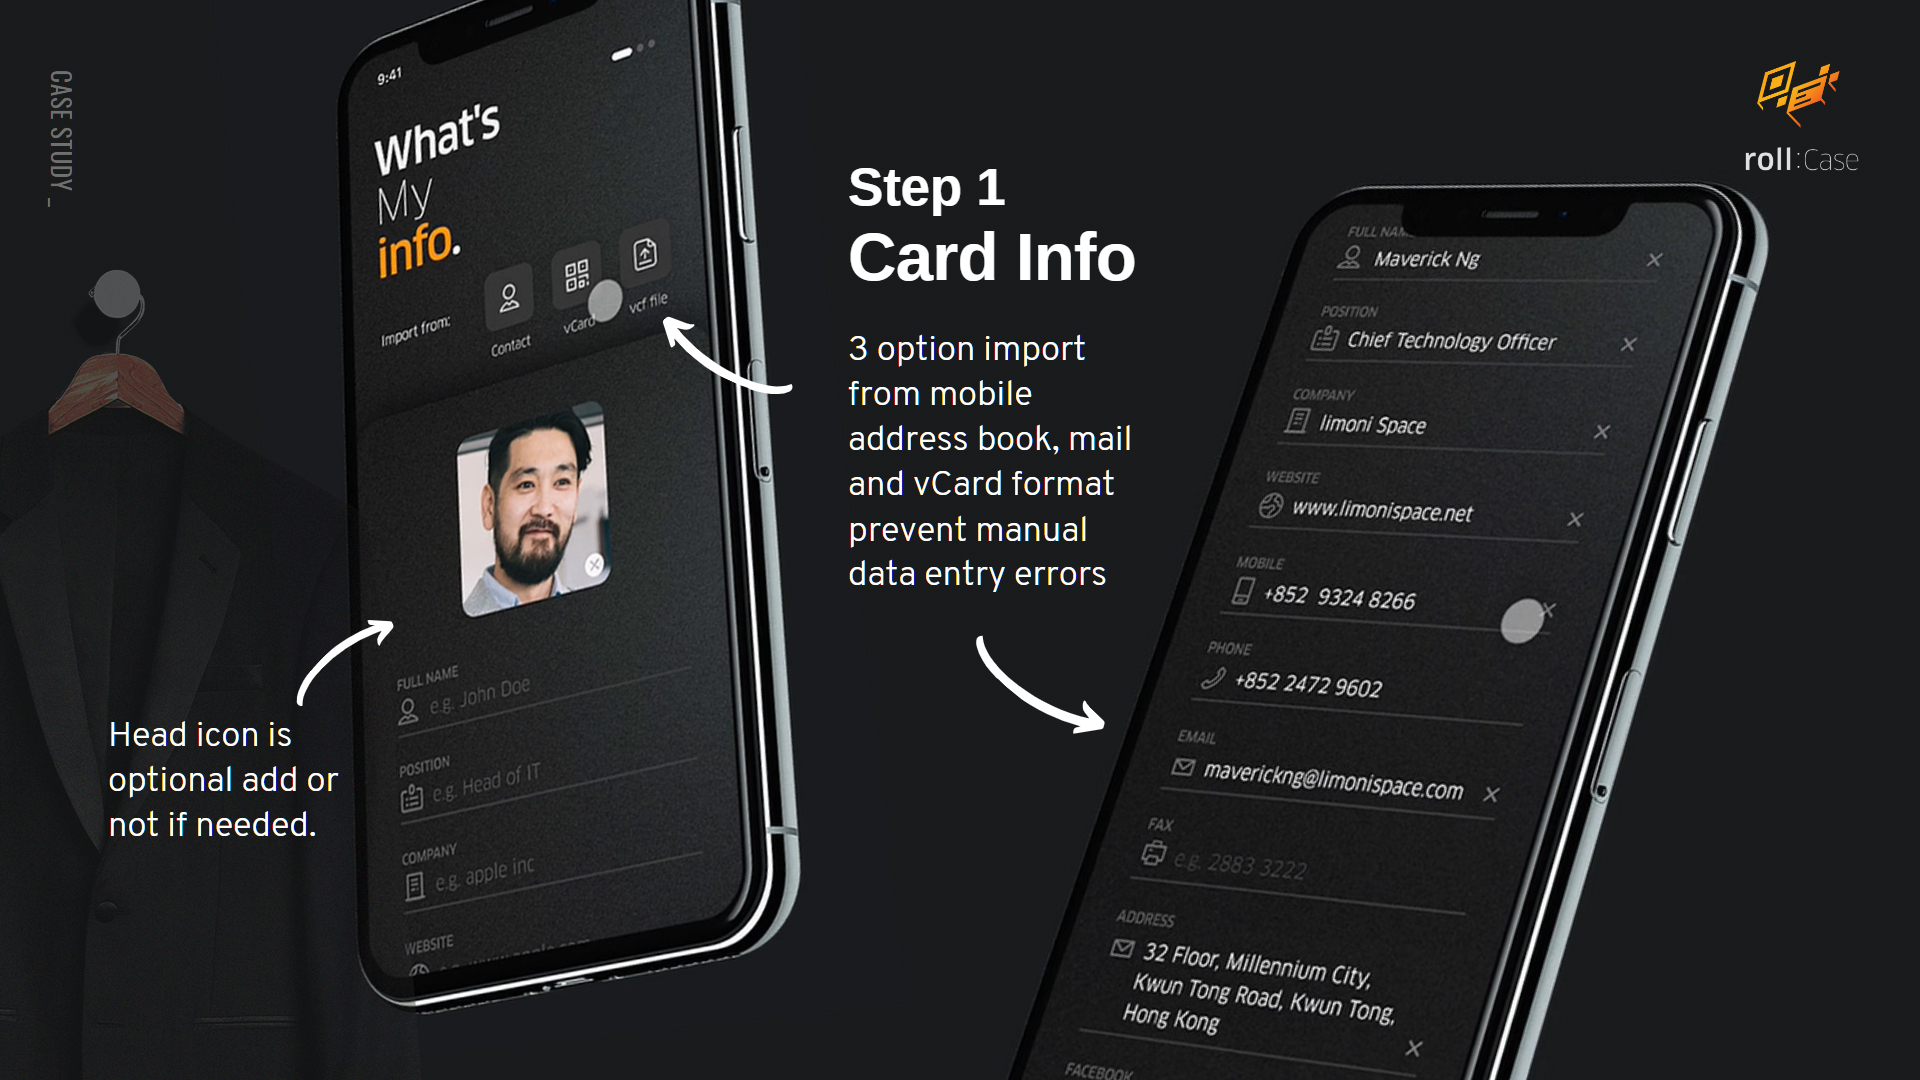 CASE STUDY _
9:41
What's
My
info.
Import from:
Contact
vCard
vcf file
FULL NAME
e.g. John Doe
POSITION
e.g. Head of IT
COMPANY
e.g. apple inc
WEBSITE
Head icon is
optional add or
not if needed.
Step 1
Card Info
3 option import
from mobile
address book, mail
and vCard format
prevent manual
data entry errors
roll:Case
FULL NAME
Maverick Ng
POSITION
Chief Technology Officer
COMPANY
limoni Space
WEBSITE
www.limonispace.net
MOBILE
+852 9324 8266
PHONE
+852 2472 9602
EMAIL
maverickng@limonispace.com
FAX
e.g. 2883 3222
ADDRESS
32 Floor, Millennium City,
Kwun Tong Road, Kwun Tong,
Hong Kong
FACEBOOK